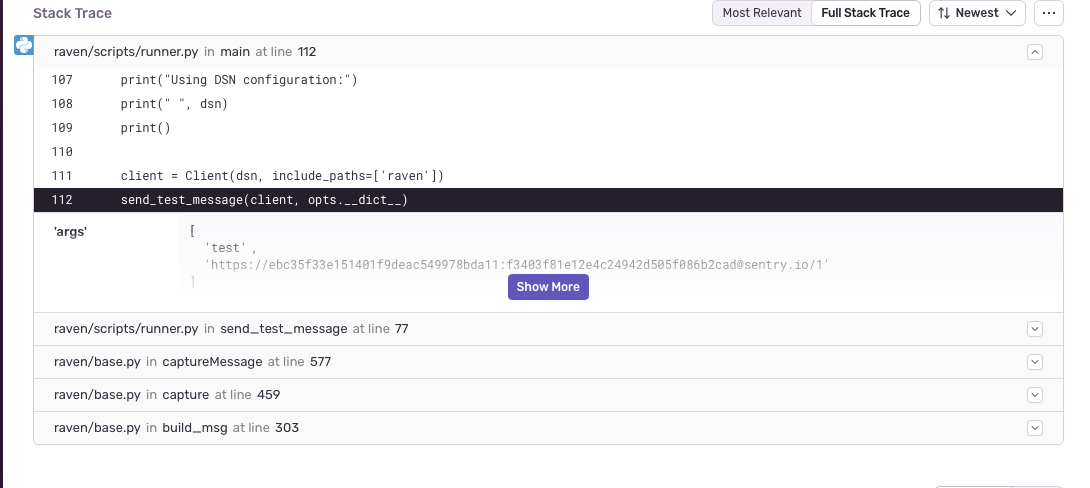 Stack Trace
Most Relevant Full Stack Trace Newest ...
raven/scripts/runner.py in main at line 112
107 print("Using DSN configuration:")
108 print(" ", dsn)
109 print()
110
111 client = Client(dsn, include_paths=['raven'])
112 send_test_message(client, opts.__dict__)
'args' [
'test',
'https://ebc35f33e151401f9deac549978bda11:f3403f81e12e4c24942d505f086b2cad@sentry.io/1'
]
Show More
raven/scripts/runner.py in send_test_message at line 77
raven/base.py in captureMessage at line 577
raven/base.py in capture at line 459
raven/base.py in build_msg at line 303